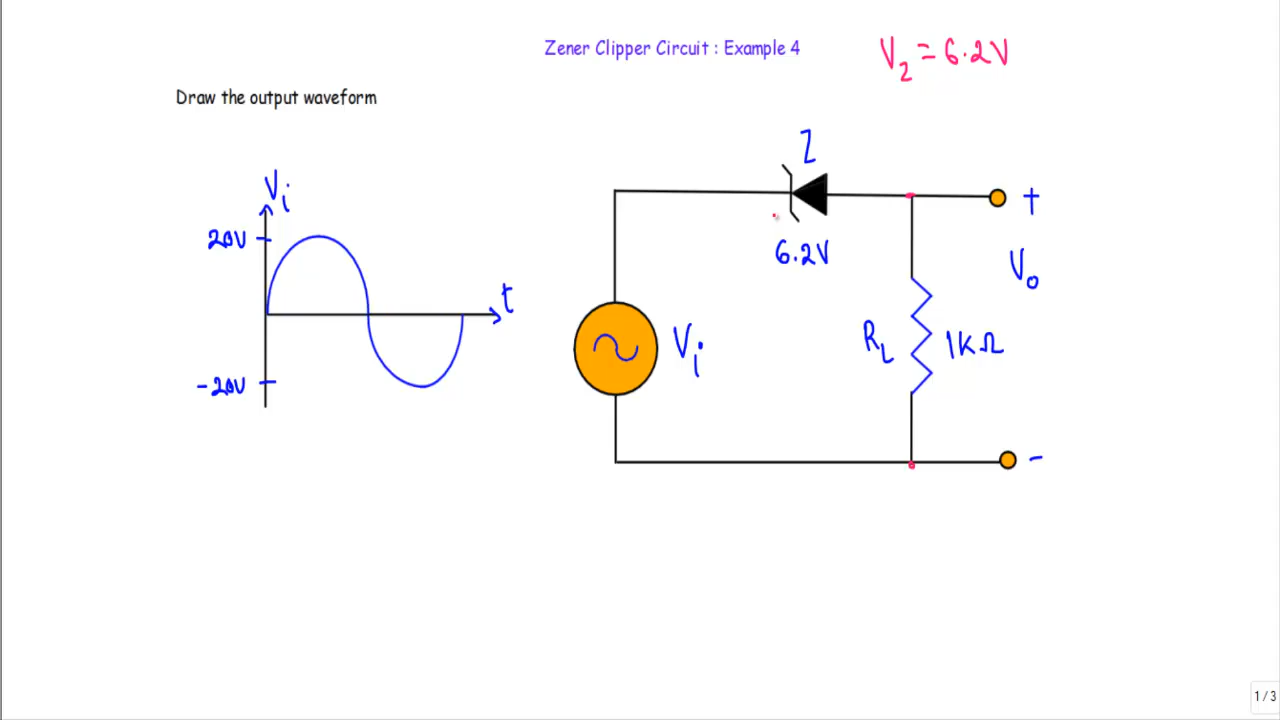 Zener Clipper Circuit : Example 4
VZ = 6.2V
Draw the output waveform
Z
Vi
20V
+
6.2V
Vo
t
RL
1KΩ
Vi
-20V
-
1 / 3